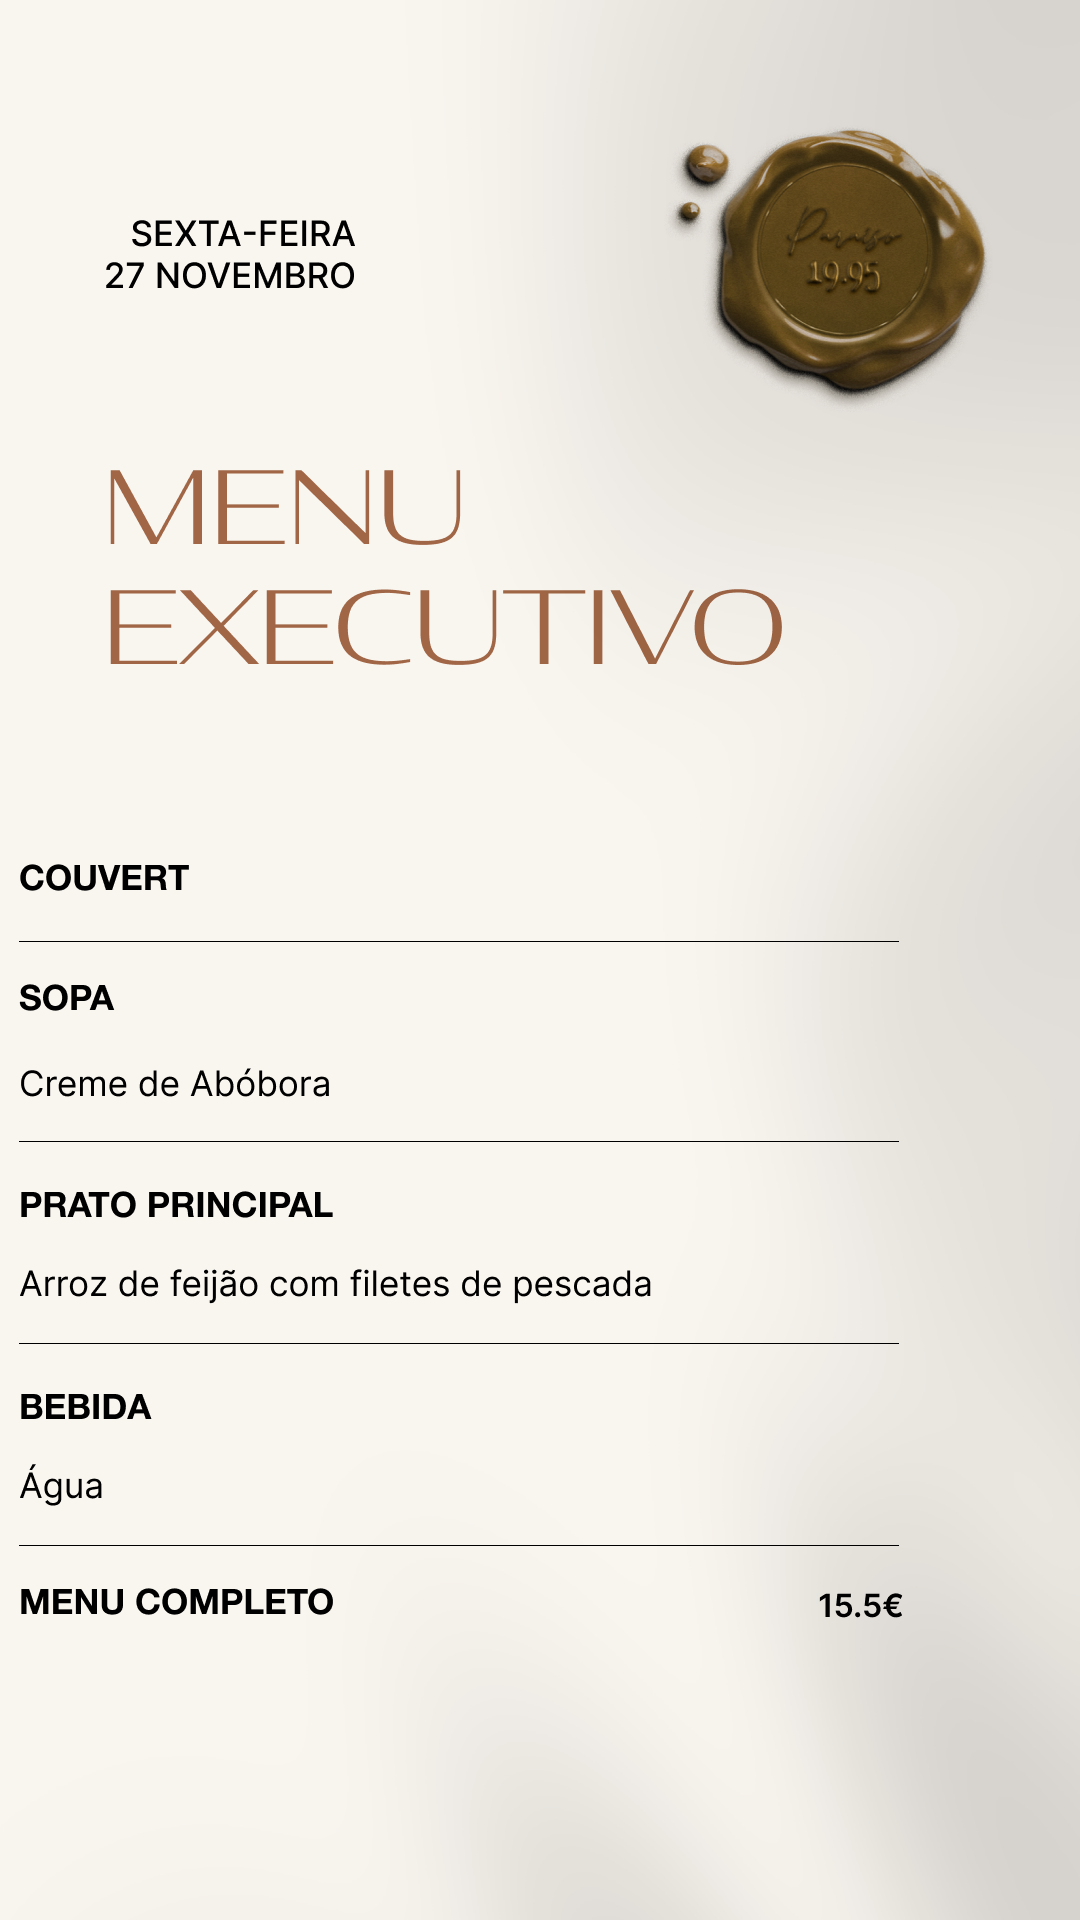 SEXTA-FEIRA
27 NOVEMBRO
Paraíso
19.95
MENU
EXECUTIVO
COUVERT
SOPA
Creme de Abóbora
PRATO PRINCIPAL
Arroz de feijão com filetes de pescada
BEBIDA
Água
MENU COMPLETO 15.5€